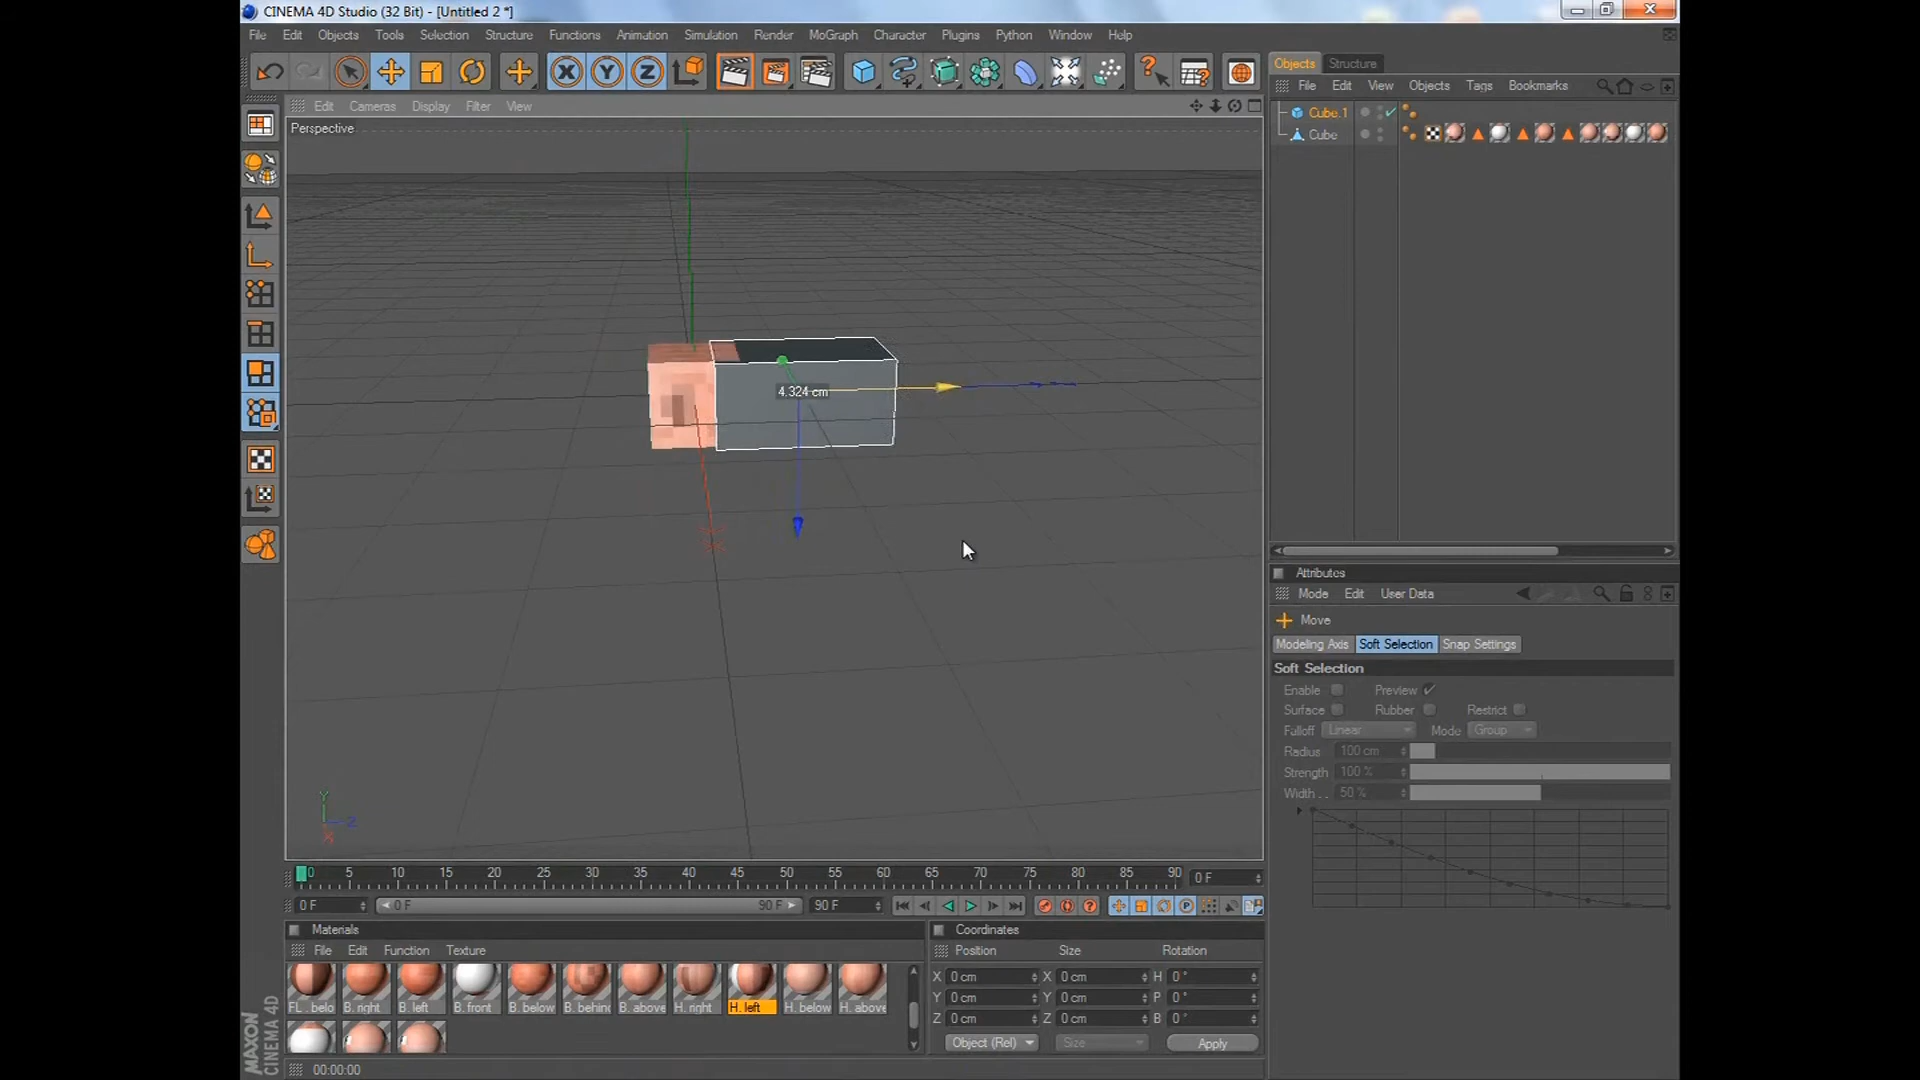 CINEMA 4D Studio (32 Bit) - [Untitled 2 *]
File Edit Objects Tools Selection Structure Functions Animation Simulation Render MoGraph Character Plugins Python Window Help
X Y Z
Objects Structure
Edit Cameras Display Filter View
File Edit View Objects Tags Bookmarks
Perspective
Cube.1
Cube
4.324 cm
Attributes
Mode Edit User Data
Move
Modeling Axis Soft Selection Snap Settings
Soft Selection
Enable Preview
Surface Rubber Restrict
Falloff Linear Mode Group
Radius 100 cm
Strength 100 %
Width . . 50 %
Y
Z
X
0 5 10 15 20 25 30 35 40 45 50 55 60 65 70 75 80 85 90 0 F
0 F 0 F 90 F 90 F
Materials
File Edit Function Texture
FL . belo B. right B. left B. front B. below B. behind B. above H. right H. left H. below H. above
Coordinates
Position Size Rotation
X 0 cm X 0 cm H 0 °
Y 0 cm Y 0 cm P 0 °
Z 0 cm Z 0 cm B 0 °
Object (Rel) Size Apply
MAXON
CINEMA 4D
00:00:00